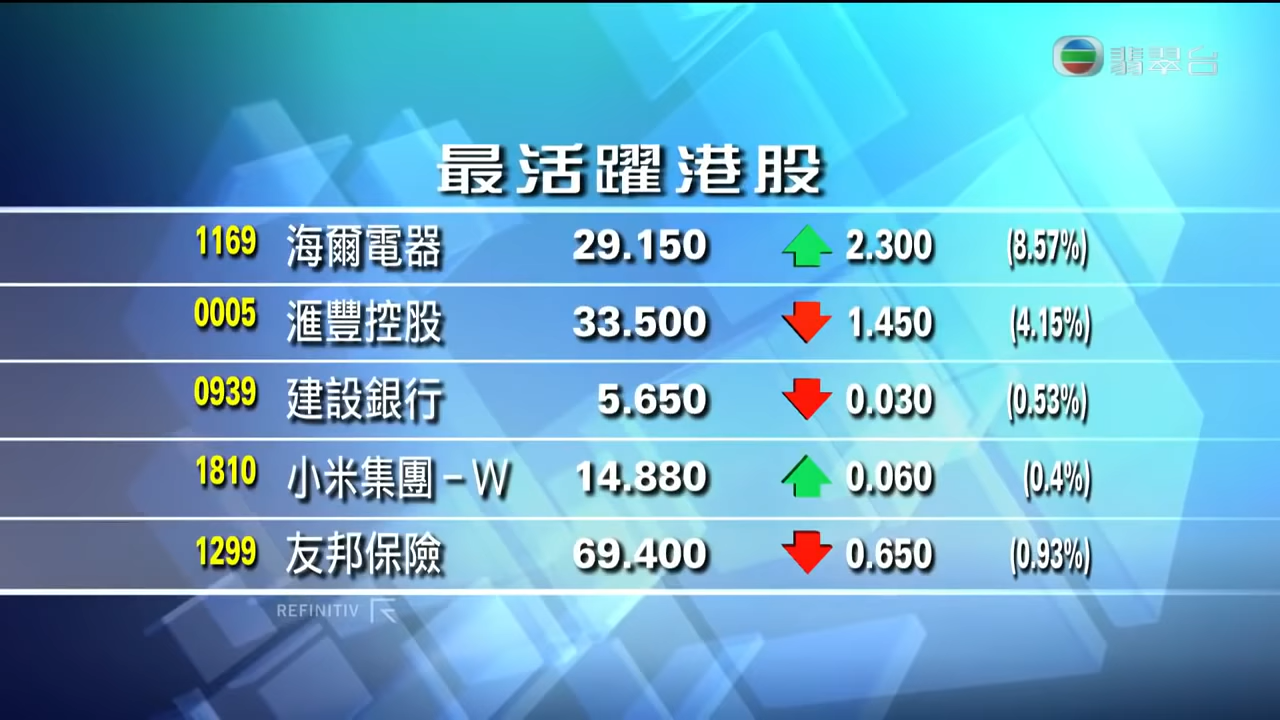 翡翠台
最活躍港股
1169 海爾電器 29.150 2.300 (8.57%)
0005 滙豐控股 33.500 1.450 (4.15%)
0939 建設銀行 5.650 0.030 (0.53%)
1810 小米集團-W 14.880 0.060 (0.4%)
1299 友邦保險 69.400 0.650 (0.93%)
REFINITIV